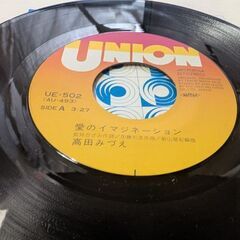 UNION
UE-502
(AU-493)
SIDE A 3.27
STEREO
愛のイマジネーション
高田みづえ